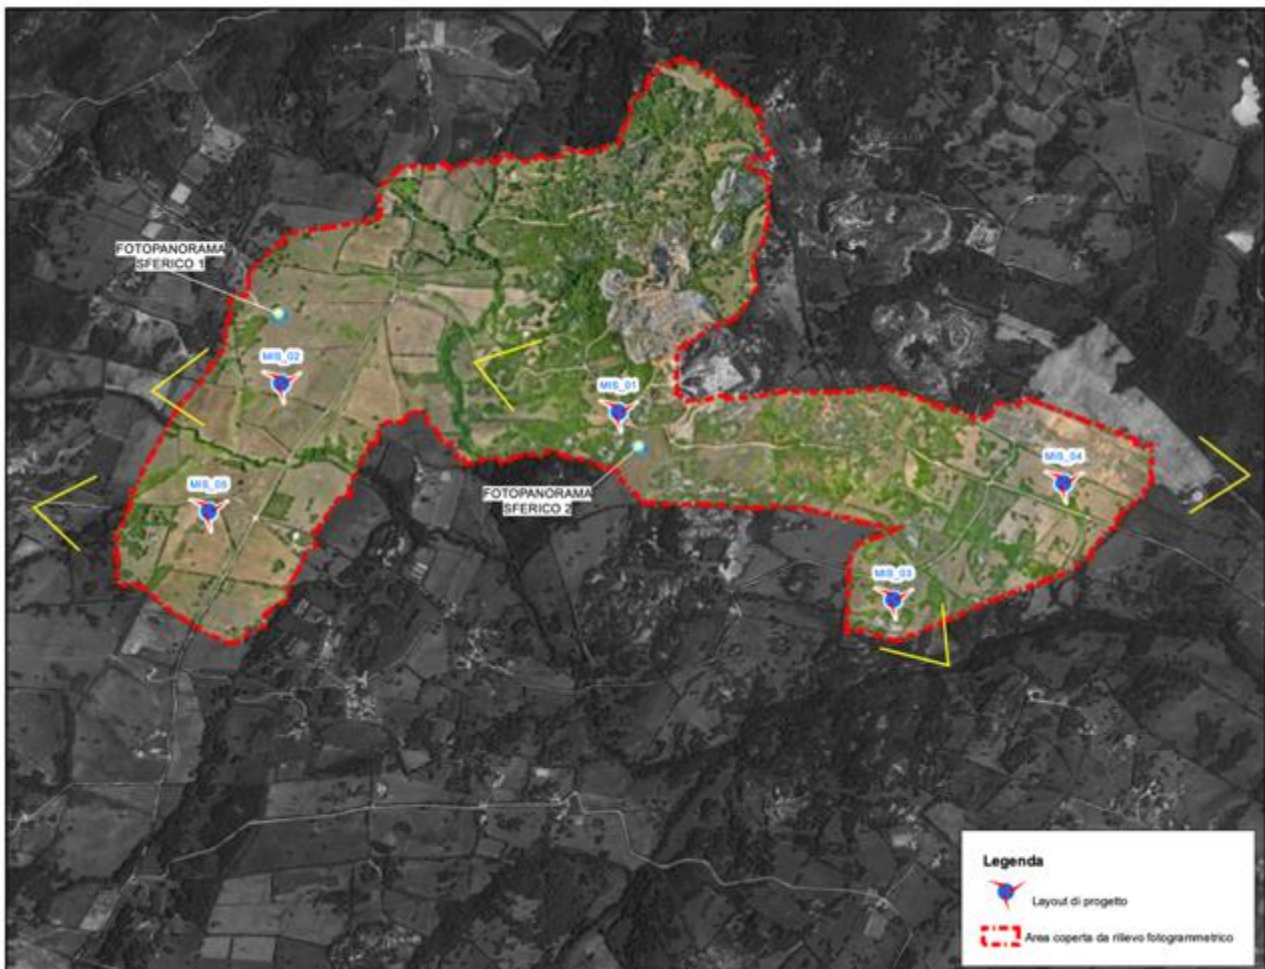 FOTOPANORAMA
SFERICO 1
MIS_02
MIS_01
MIS_04
MIS_05
FOTOPANORAMA
SFERICO 2
MIS_03
Legenda
Layout di progetto
Area coperta da rilievo fotogrammetrico